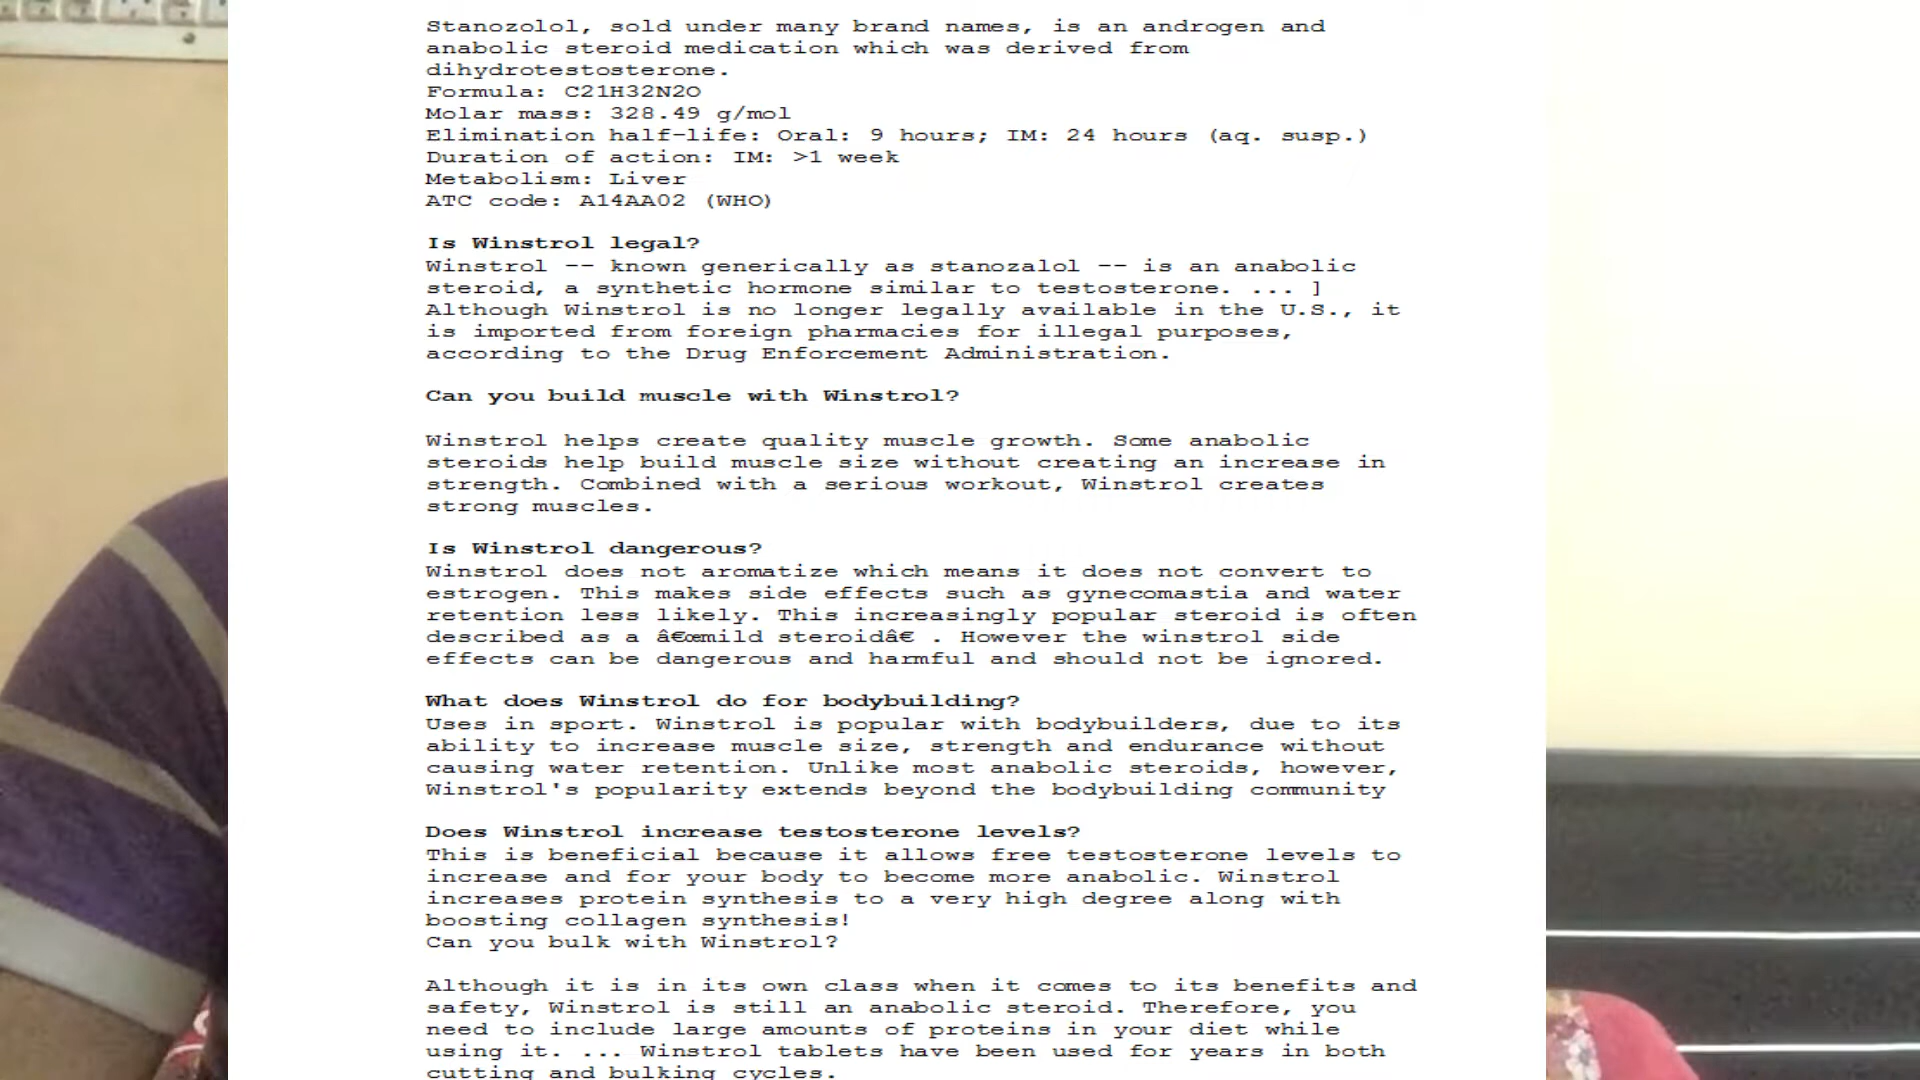 Stanozolol, sold under many brand names, is an androgen and
anabolic steroid medication which was derived from
dihydrotestosterone.
Formula: C21H32N2O
Molar mass: 328.49 g/mol
Elimination half-life: Oral: 9 hours; IM: 24 hours (aq. susp.)
Duration of action: IM: >1 week
Metabolism: Liver
ATC code: A14AA02 (WHO)
Is Winstrol legal?
Winstrol -- known generically as stanozalol -- is an anabolic
steroid, a synthetic hormone similar to testosterone. ... ]
Although Winstrol is no longer legally available in the U.S., it
is imported from foreign pharmacies for illegal purposes,
according to the Drug Enforcement Administration.
Can you build muscle with Winstrol?
Winstrol helps create quality muscle growth. Some anabolic
steroids help build muscle size without creating an increase in
strength. Combined with a serious workout, Winstrol creates
strong muscles.
Is Winstrol dangerous?
Winstrol does not aromatize which means it does not convert to
estrogen. This makes side effects such as gynecomastia and water
retention less likely. This increasingly popular steroid is often
described as a â€œmild steroidâ€ . However the winstrol side
effects can be dangerous and harmful and should not be ignored.
What does Winstrol do for bodybuilding?
Uses in sport. Winstrol is popular with bodybuilders, due to its
ability to increase muscle size, strength and endurance without
causing water retention. Unlike most anabolic steroids, however,
Winstrol's popularity extends beyond the bodybuilding community
Does Winstrol increase testosterone levels?
This is beneficial because it allows free testosterone levels to
increase and for your body to become more anabolic. Winstrol
increases protein synthesis to a very high degree along with
boosting collagen synthesis!
Can you bulk with Winstrol?
Although it is in its own class when it comes to its benefits and
safety, Winstrol is still an anabolic steroid. Therefore, you
need to include large amounts of proteins in your diet while
using it. ... Winstrol tablets have been used for years in both
cutting and bulking cycles.